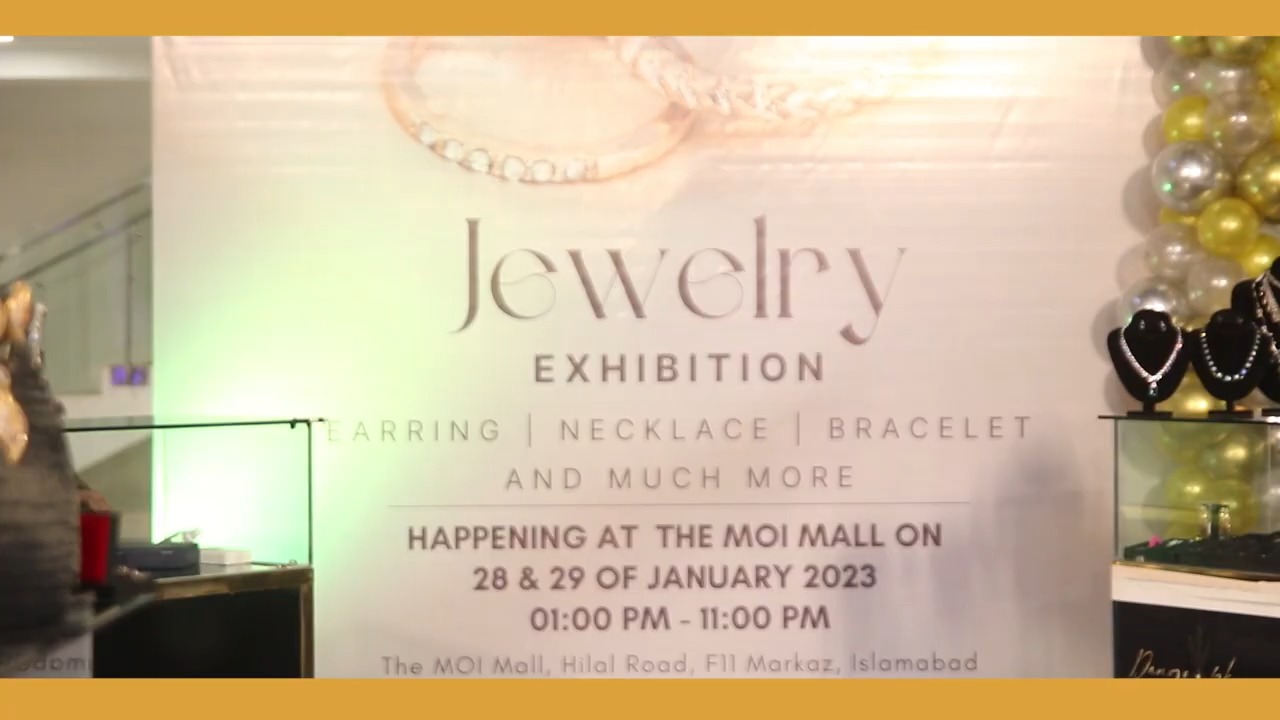 Jewelry
EXHIBITION
EARRING | NECKLACE | BRACELET
AND MUCH MORE
HAPPENING AT THE MOI MALL ON
28 & 29 OF JANUARY 2023
01:00 PM - 11:00 PM
The MOI Mall, Hilal Road, F11 Markaz, Islamabad